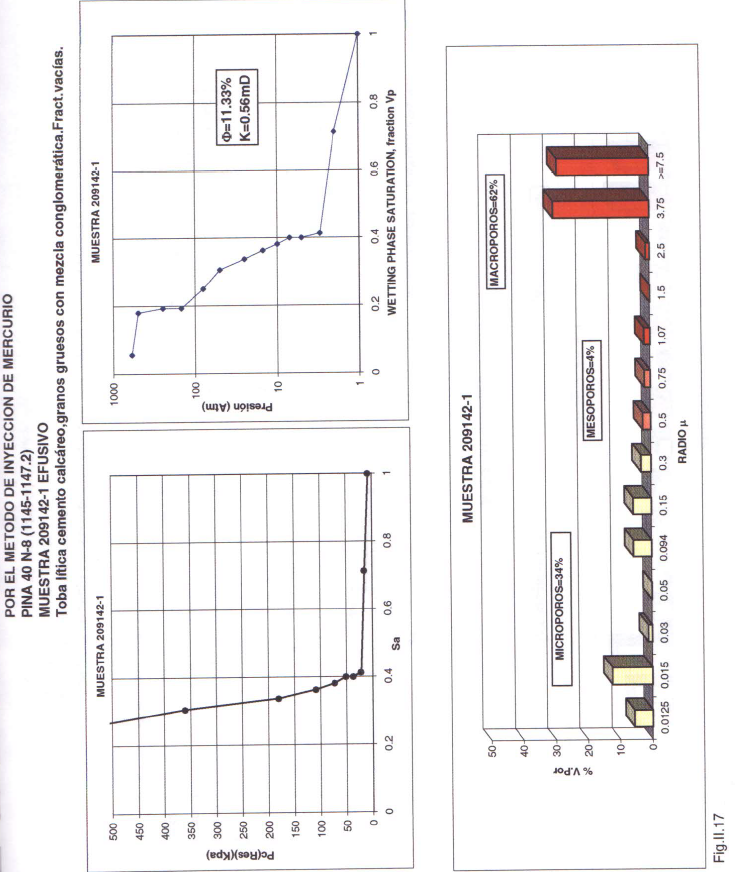 POR EL METODO DE INYECCION DE MERCURIO
PINA 40 N-8 (1145-1147.2)
MUESTRA 209142-1 EFUSIVO
Toba lítica cemento calcáreo,granos gruesos con mezcla conglomerática.Fract.vacías.
MUESTRA 209142-1
Pc(Res)(Kpa)
500
450
400
350
300
250
200
150
100
50
0
0
0.2
0.4
0.6
0.8
1
Sa
MUESTRA 209142-1
Presión (Atm)
1000
100
10
1
Φ=11.33%
K=0.56mD
0
0.2
0.4
0.6
0.8
1
WETTING PHASE SATURATION, fraction Vp
MUESTRA 209142-1
% V.Por
50
40
30
20
10
0
MICROPOROS=34%
MESOPOROS=4%
MACROPOROS=62%
0.0125
0.015
0.03
0.05
0.094
0.15
0.3
0.5
0.75
1.07
1.5
2.5
3.75
>=7.5
RADIO µ
Fig.II.17